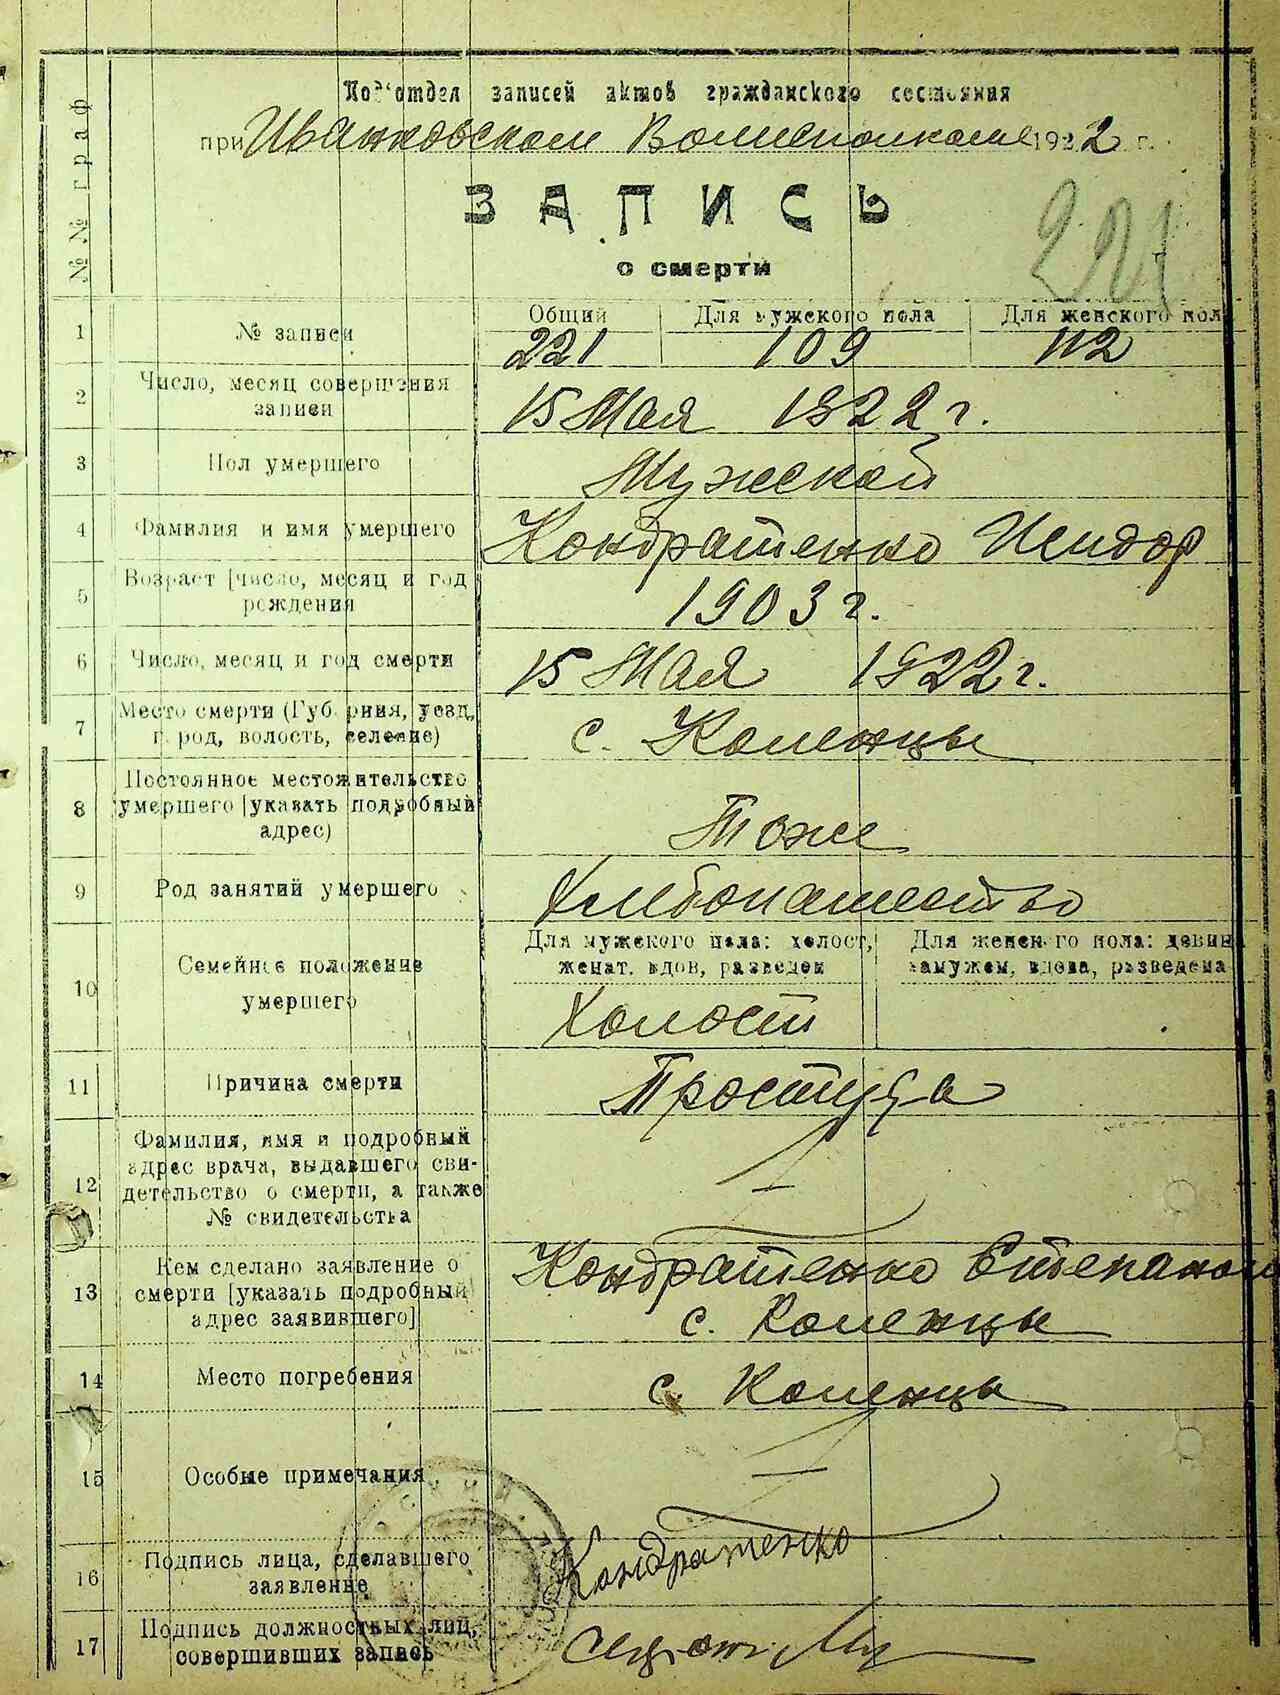 №№ граф
Подотдел записей актов гражданского состояния
при Иванковском Волисполкоме 1922 г.
ЗАПИСЬ
о смерти
221
1 № записи Общий Для мужского пола Для женского пола
221 109 112
2 Число, месяц совершения
записи
15 Мая 1922 г.
3 Пол умершего Мужской
4 Фамилия и имя умершего Кондратенко Исидор
5 Возраст [число, месяц и год
рождения
1903 г.
6 Число, месяц и год смерти 15 Мая 1922 г.
7 Место смерти (Губерния, уезд,
город, волость, селение)
с. Коленцы
8 Постоянное местожительство
умершего [указать подробный
адрес)
Тоже
9 Род занятий умершего Хлебопашество
10 Семейное положение
умершего
Для мужского пола: холост, Для женского пола: девица
женат, вдов, разведен замужем, вдова, разведена
Холост
11 Причина смерти Простуда
12 Фамилия, имя и подробный
адрес врача, выдавшего сви-
детельство о смерти, а также
№ свидетельства
13 Кем сделано заявление о
смерти [указать подробный
адрес заявившего]
Кондратенко Степаном
с. Коленцы
14 Место погребения с. Коленцы
15 Особые примечания
16 Подпись лица, сделавшего
заявление
Кондратенко
17 Подпись должностных лиц,
совершивших запись